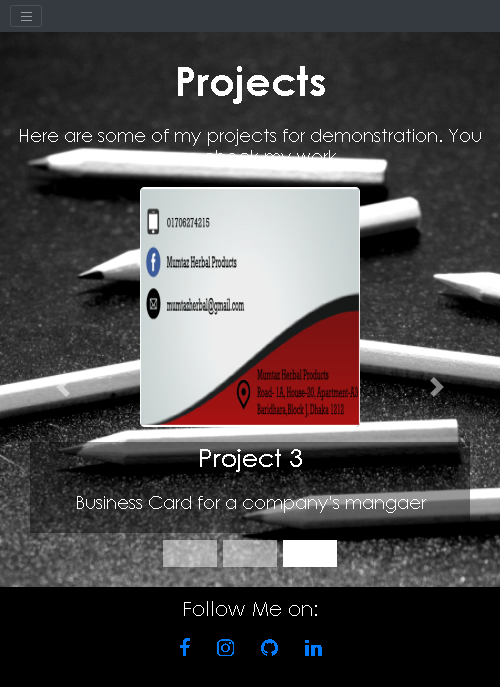 Projects
Here are some of my projects for demonstration. You
check my work
01706274215
Mumtaz Herbal Products
mumtazherbal@gmail.com
Mumtaz Herbal Products
Road- 1A, House-20, Apartment-A3
Baridhara,Block J,Dhaka 1212
Project 3
Business Card for a company's mangaer
Follow Me on: